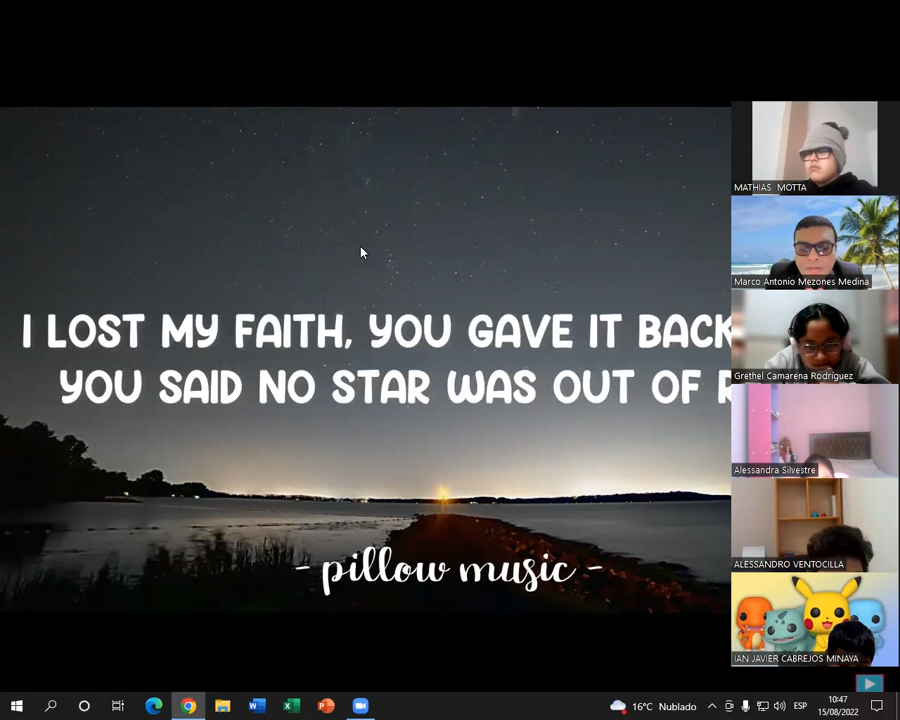 I LOST MY FAITH, YOU GAVE IT BACK
YOU SAID NO STAR WAS OUT OF
- pillow music -
MATHIAS MOTTA
Marco Antonio Mezones Medina
Grethel Camarena Rodríguez
Alessandra Silvestre
ALESSANDRO VENTOCILLA
IAN JAVIER CABREJOS MINAYA
16°C Nublado
ESP
10:47
15/08/2022